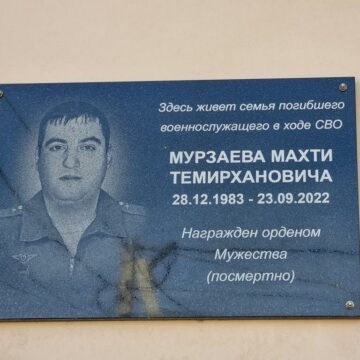 Здесь живет семья погибшего
военнослужащего в ходе СВО
МУРЗАЕВА МАХТИ
ТЕМИРХАНОВИЧА
28.12.1983 - 23.09.2022
Награжден орденом
Мужества
(посмертно)